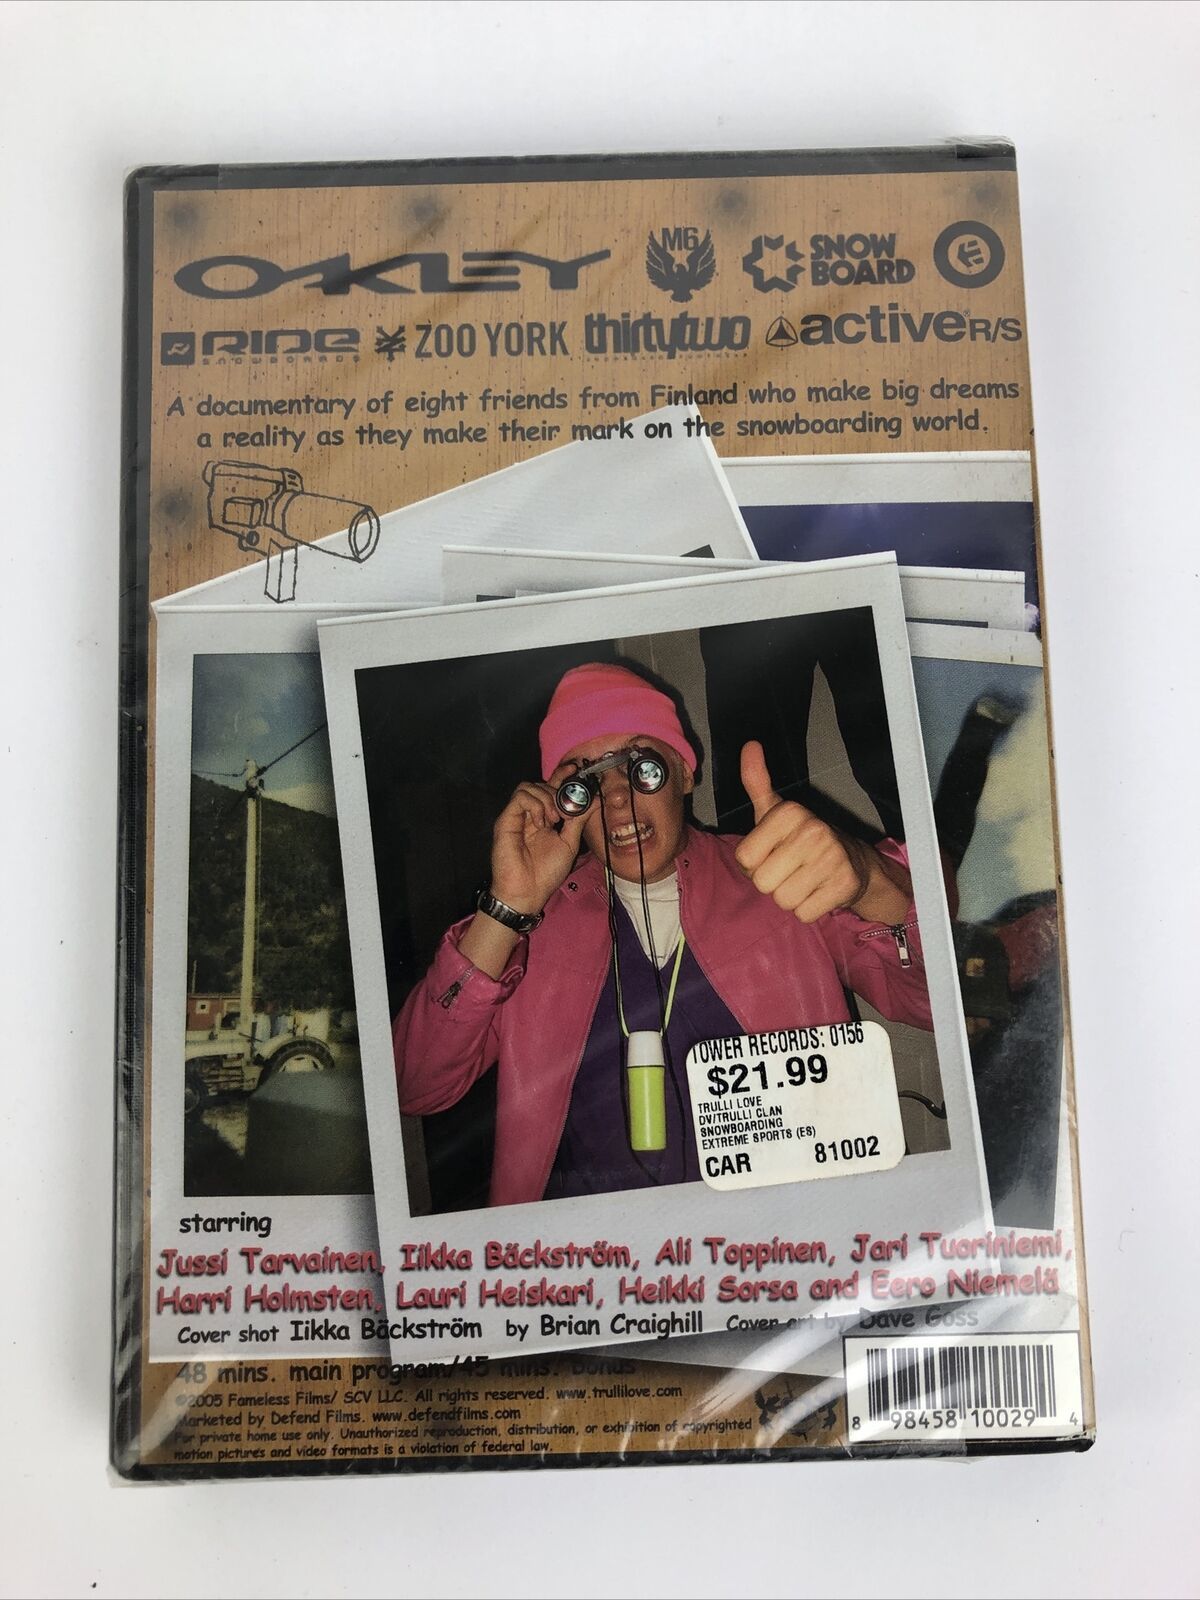 OAKLEY M6 SNOW
BOARD
RIDE ZOO YORK thirtytwo active R/S
SNOWBOARDS
A documentary of eight friends from Finland who make big dreams
a reality as they make their mark on the snowboarding world.
TOWER RECORDS: 0156
$21.99
TRULLI LOVE
DV/TRULLI CLAN
SNOWBOARDING
EXTREME SPORTS (ES)
CAR 81002
starring
Jussi Tarvainen, Iikka Bäckström, Ali Toppinen, Jari Tuoriniemi,
Harri Holmsten, Lauri Heiskari, Heikki Sorsa and Eero Niemelä
Cover shot Iikka Bäckström by Brian Craighill Cover art by Dave Goss
48 mins. main program/45 mins. Bonus
©2005 Fameless Films/ SCV LLC. All rights reserved. www.trullilove.com
Marketed by Defend Films. www.defendfilms.com
For private home use only. Unauthorized reproduction, distribution, or exhibition of copyrighted
motion pictures and video formats is a violation of federal law.
8 98458 10029 4